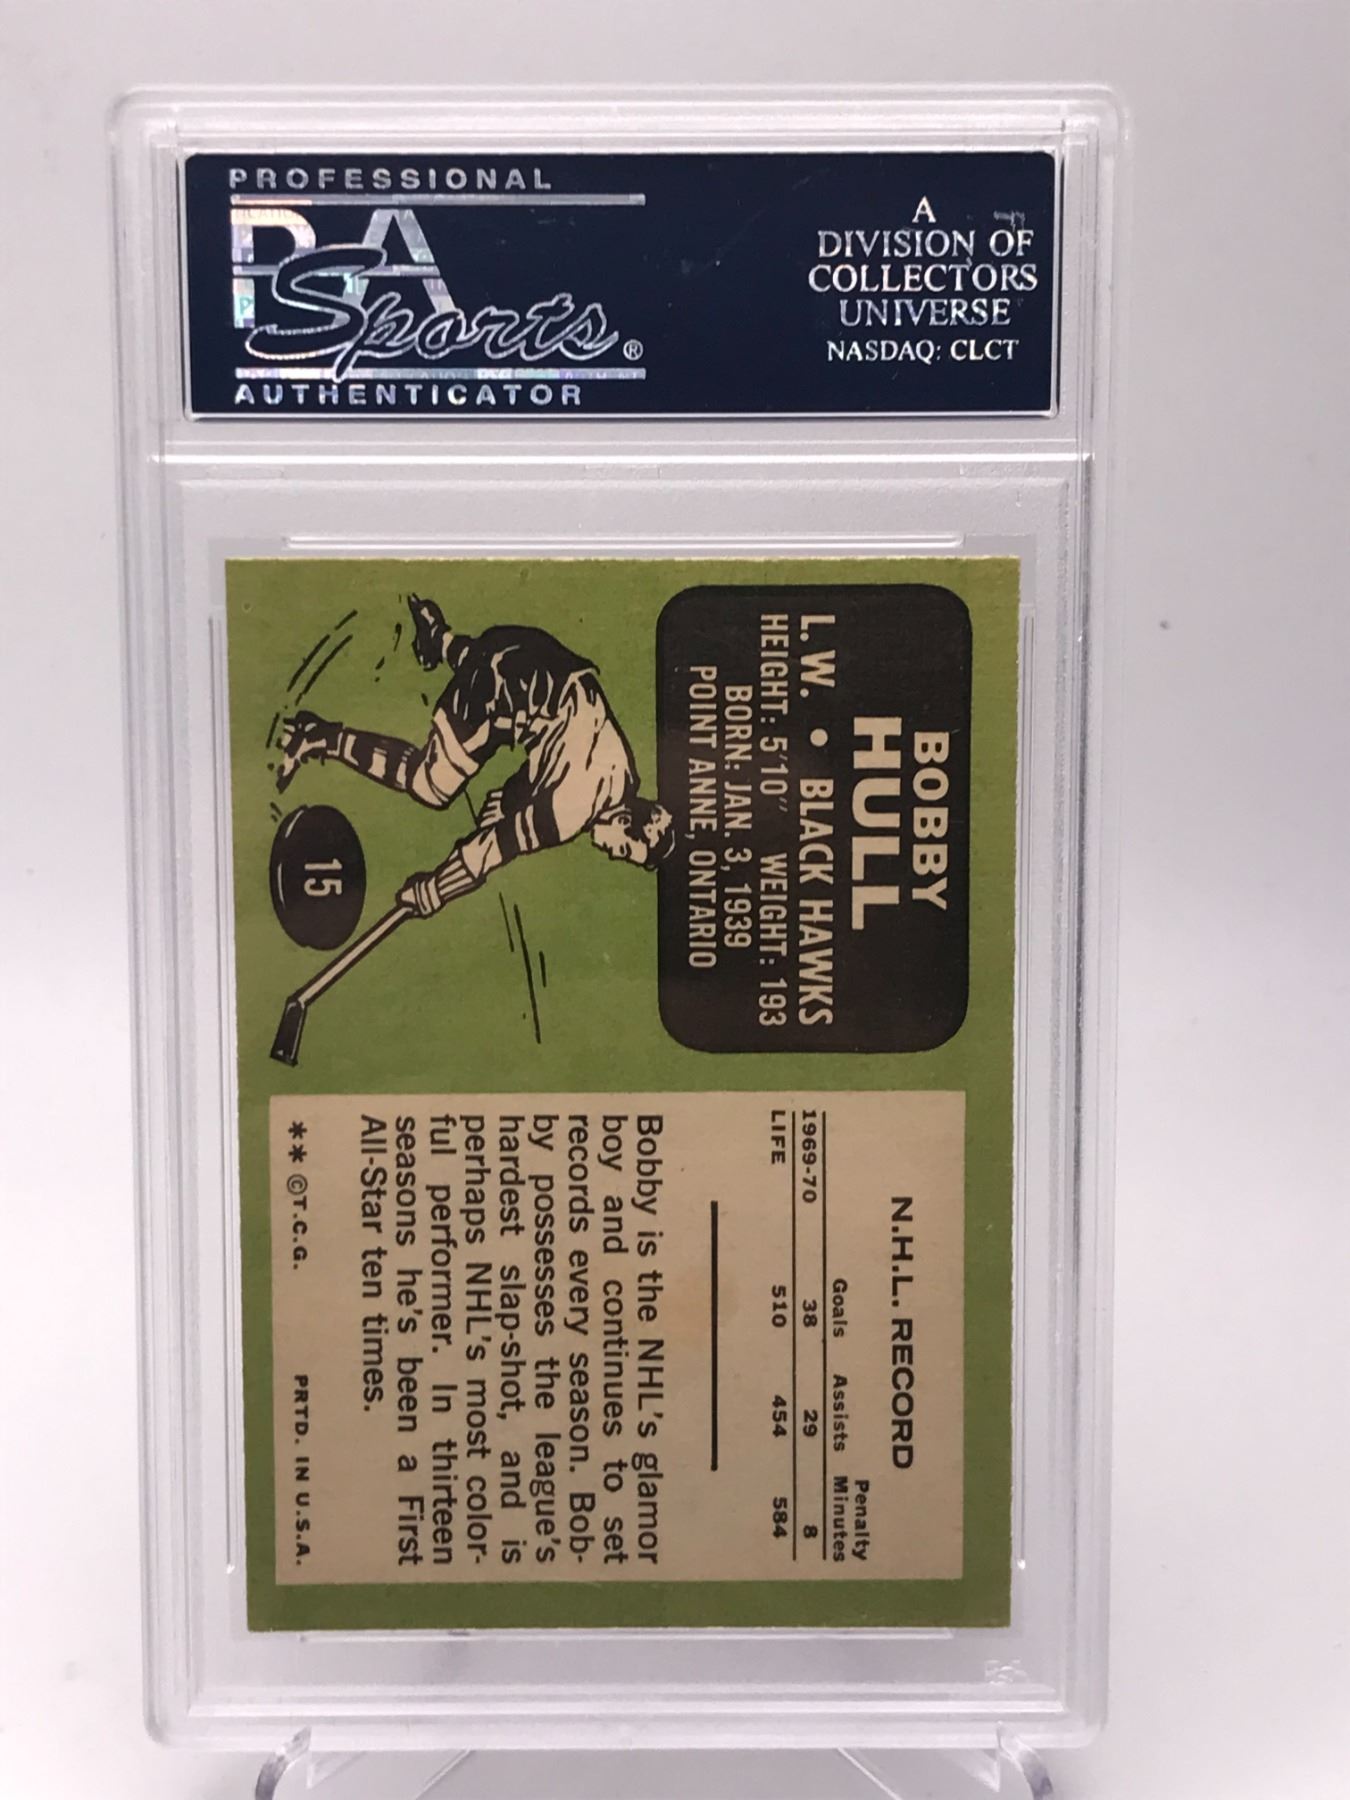 PROFESSIONAL
PSA
Sports®
AUTHENTICATOR
A
DIVISION OF
COLLECTORS
UNIVERSE
NASDAQ: CLCT
BOBBY
HULL
L.W. • BLACK HAWKS
HEIGHT: 5'10" WEIGHT: 193
BORN: JAN. 3, 1939
POINT ANNE, ONTARIO
15
N.H.L. RECORD
Goals Assists Penalty Minutes
1969-70 38 29 8
LIFE 510 454 584
Bobby is the NHL's glamor
boy and continues to set
records every season. Bob-
by possesses the league's
hardest slap-shot, and is
perhaps NHL's most color-
ful performer. In thirteen
seasons he's been a First
All-Star ten times.
** ©T.C.G. PRTD. IN U.S.A.